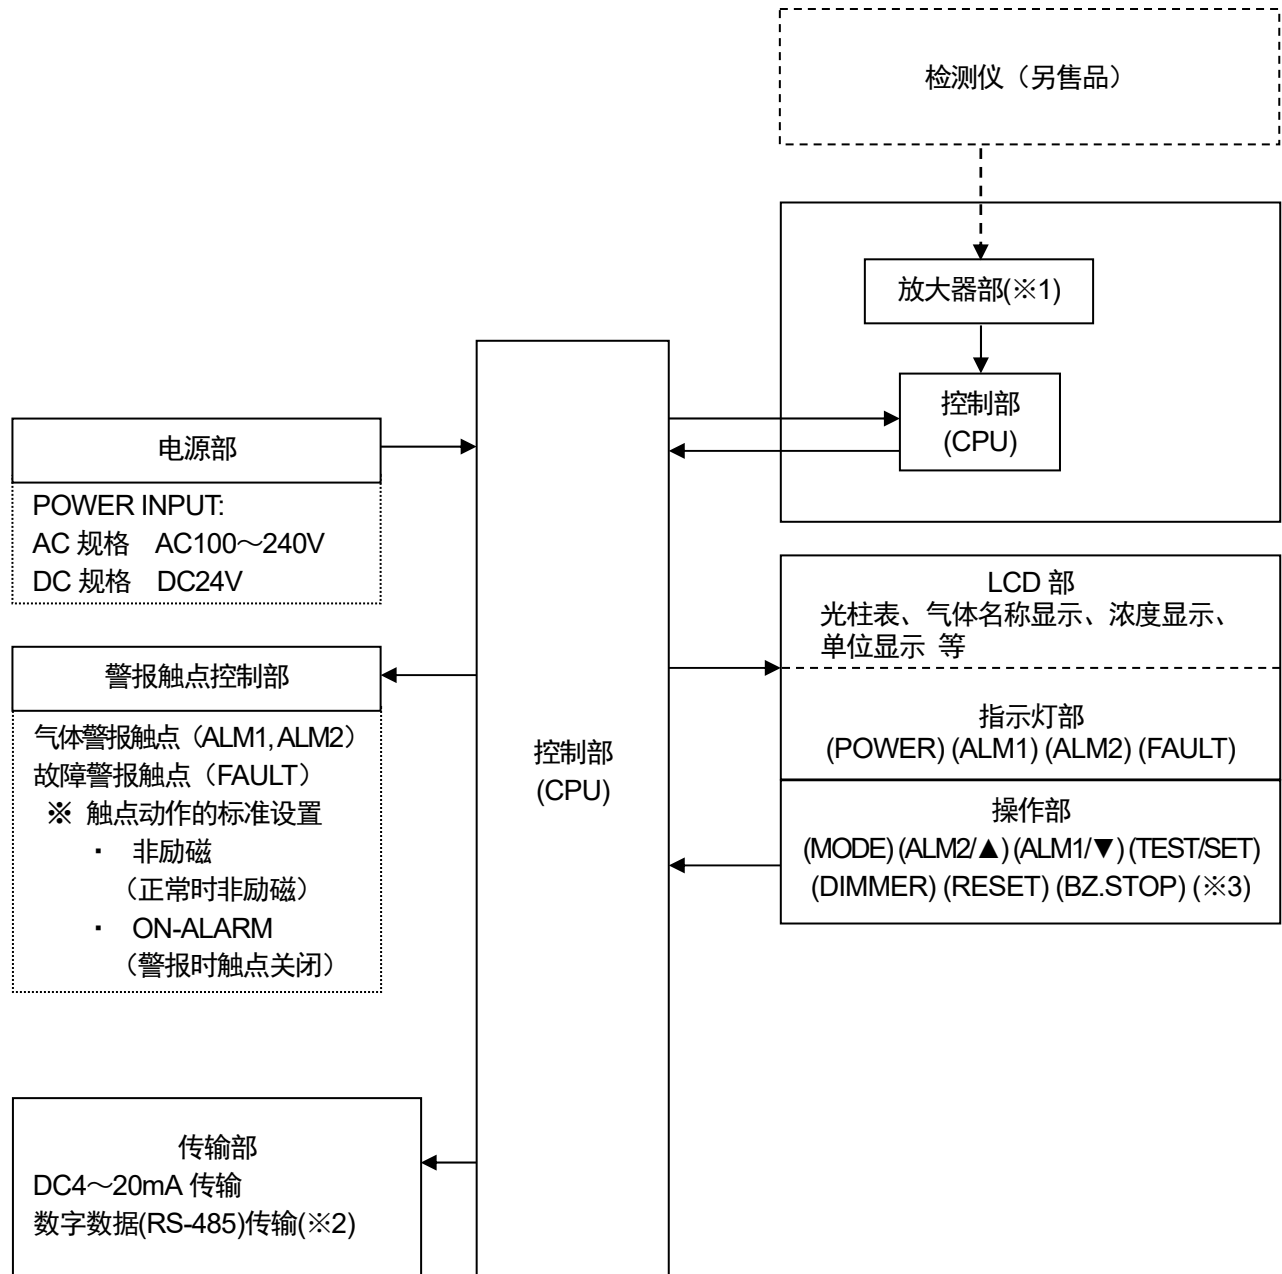 检测仪（另售品）
放大器部(※1)
控制部
(CPU)
电源部
POWER INPUT:
AC 规格　AC100～240V
DC 规格　DC24V
警报触点控制部
气体警报触点（ALM1, ALM2）
故障警报触点（FAULT）
※ 触点动作的标准设置
・ 非励磁
（正常时非励磁）
・ ON-ALARM
（警报时触点关闭）
传输部
DC4～20mA 传输
数字数据(RS-485)传输(※2)
控制部
(CPU)
LCD 部
光柱表、气体名称显示、浓度显示、
单位显示 等
指示灯部
(POWER) (ALM1) (ALM2) (FAULT)
操作部
(MODE) (ALM2/▲) (ALM1/▼) (TEST/SET)
(DIMMER) (RESET) (BZ.STOP) (※3)